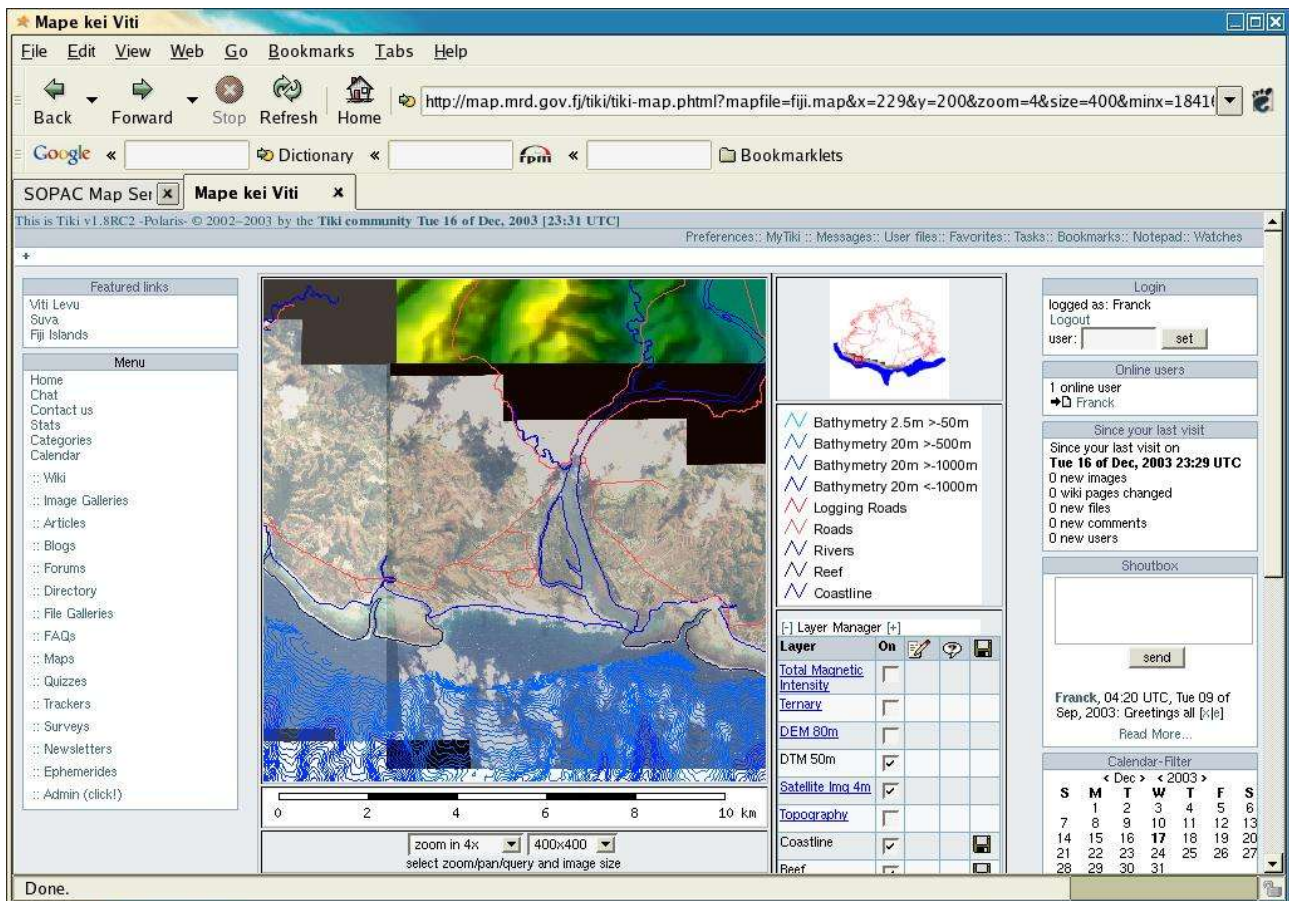 Mape kei Viti
File Edit View Web Go Bookmarks Tabs Help
Back Forward Stop Refresh Home http://map.mrd.gov.fj/tiki/tiki-map.phtml?mapfile=fiji.map&x=229&y=200&zoom=4&size=400&minx=1841
Google « Dictionary « rpm « Bookmarklets
SOPAC Map Ser x Mape kei Viti x
This is Tiki v1.8RC2 -Polaris- © 2002–2003 by the Tiki community Tue 16 of Dec, 2003 [23:31 UTC]
Preferences:: MyTiki :: Messages:: User files:: Favorites:: Tasks:: Bookmarks:: Notepad:: Watches
+
Featured links
Viti Levu
Suva
Fiji Islands
Menu
Home
Chat
Contact us
Stats
Categories
Calendar
:: Wiki
:: Image Galleries
:: Articles
:: Blogs
:: Forums
:: Directory
:: File Galleries
:: FAQs
:: Maps
:: Quizzes
:: Trackers
:: Surveys
:: Newsletters
:: Ephemerides
:: Admin (click!)
0 2 4 6 8 10 km
zoom in 4x 400x400
select zoom/pan/query and image size
Bathymetry 2.5m >-50m
Bathymetry 20m >-500m
Bathymetry 20m >-1000m
Bathymetry 20m <-1000m
Logging Roads
Roads
Rivers
Reef
Coastline
[-] Layer Manager [+]
Layer On
Total Magnetic
Intensity
Ternary
DEM 80m
DTM 50m
Satellite Img 4m
Topography
Coastline
Reef
Login
logged as: Franck
Logout
user: set
Online users
1 online user
Franck
Since your last visit
Since your last visit on
Tue 16 of Dec, 2003 23:29 UTC
0 new images
0 wiki pages changed
0 new files
0 new comments
0 new users
Shoutbox
send
Franck, 04:20 UTC, Tue 09 of
Sep, 2003: Greetings all [x|e]
Read More...
Calendar-Filter
< Dec > < 2003 >
S M T W T F S
1 2 3 4 5 6
7 8 9 10 11 12 13
14 15 16 17 18 19 20
21 22 23 24 25 26 27
28 29 30 31
Done.